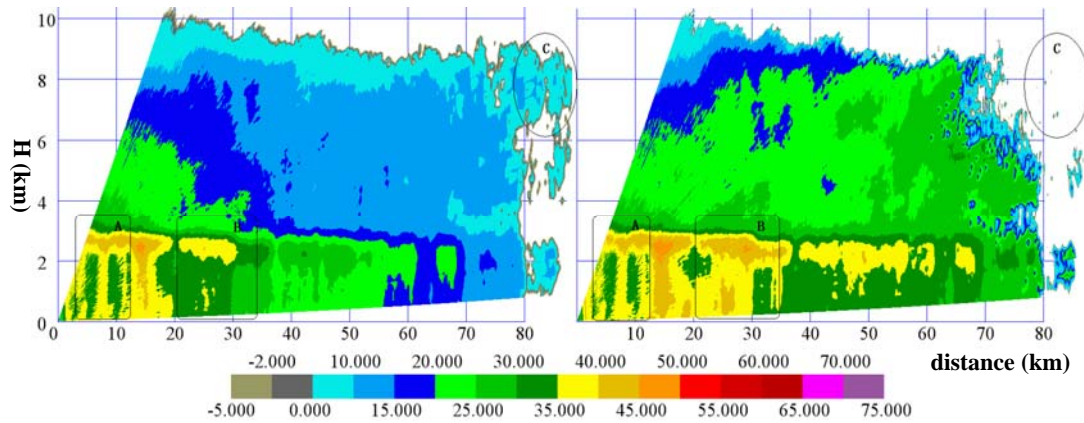 10
8
6
4
2
0
H (km)
A
B
C
0 10 20 30 40 50 60 70 80
A
B
C
10 20 30 40 50 60 70 80
distance (km)
-2.000 10.000 20.000 30.000 40.000 50.000 60.000 70.000
-5.000 0.000 15.000 25.000 35.000 45.000 55.000 65.000 75.000